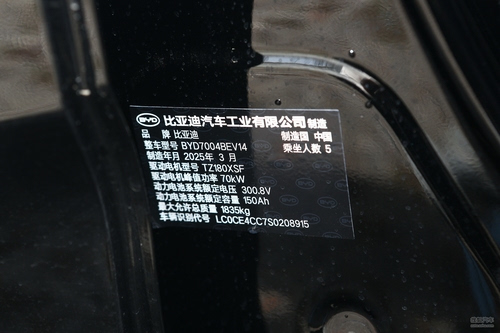 BYD 比亚迪汽车工业有限公司制造
品 牌 比亚迪 制造国 中国
整车型号 BYD7004BEV14 乘坐人数 5
制造年月 2025年 3月
驱动电机型号 TZ180XSF
驱动电机峰值功率 70kW
动力电池系统额定电压 300.8V
动力电池系统额定容量 150Ah
最大允许总质量 1835kg
车辆识别代号 LC0CE4CC7S0208915